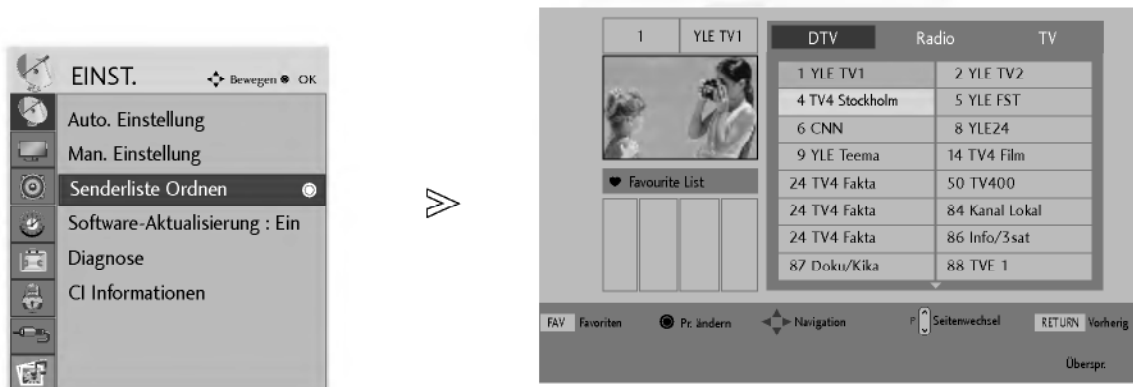 EINST. Bewegen OK
Auto. Einstellung
Man. Einstellung
Senderliste Ordnen
Software-Aktualisierung : Ein
Diagnose
CI Informationen
1 YLE TV1
DTV Radio TV
1 YLE TV1 2 YLE TV2
4 TV4 Stockholm 5 YLE FST
6 CNN 8 YLE24
9 YLE Teema 14 TV4 Film
24 TV4 Fakta 50 TV400
24 TV4 Fakta 84 Kanal Lokal
24 TV4 Fakta 86 Info/3sat
87 Doku/Kika 88 TVE 1
Favourite List
FAV Favoriten Pr. ändern Navigation P Seitenwechsel RETURN Vorherig
Überspr.